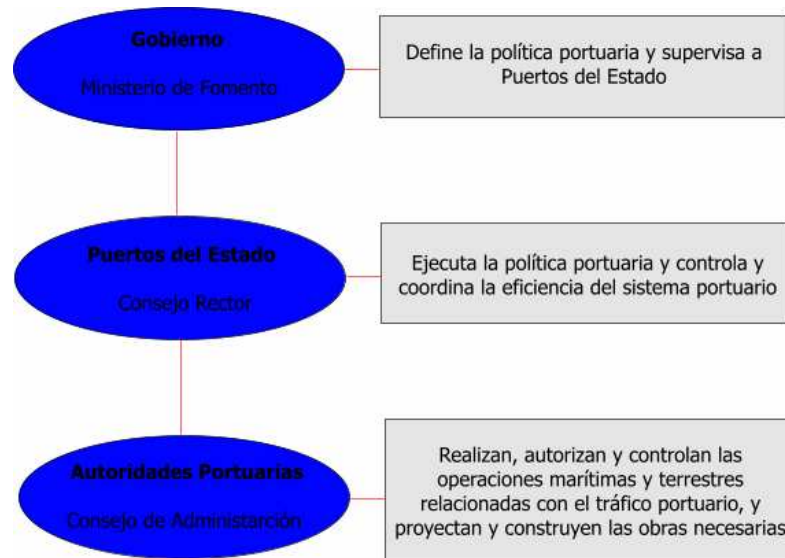 Gobierno
Ministerio de Fomento
Define la política portuaria y supervisa a
Puertos del Estado
Puertos del Estado
Consejo Rector
Ejecuta la política portuaria y controla y
coordina la eficiencia del sistema portuario
Autoridades Portuarias
Consejo de Administarción
Realizan, autorizan y controlan las
operaciones marítimas y terrestres
relacionadas con el tráfico portuario, y
proyectan y construyen las obras necesarias